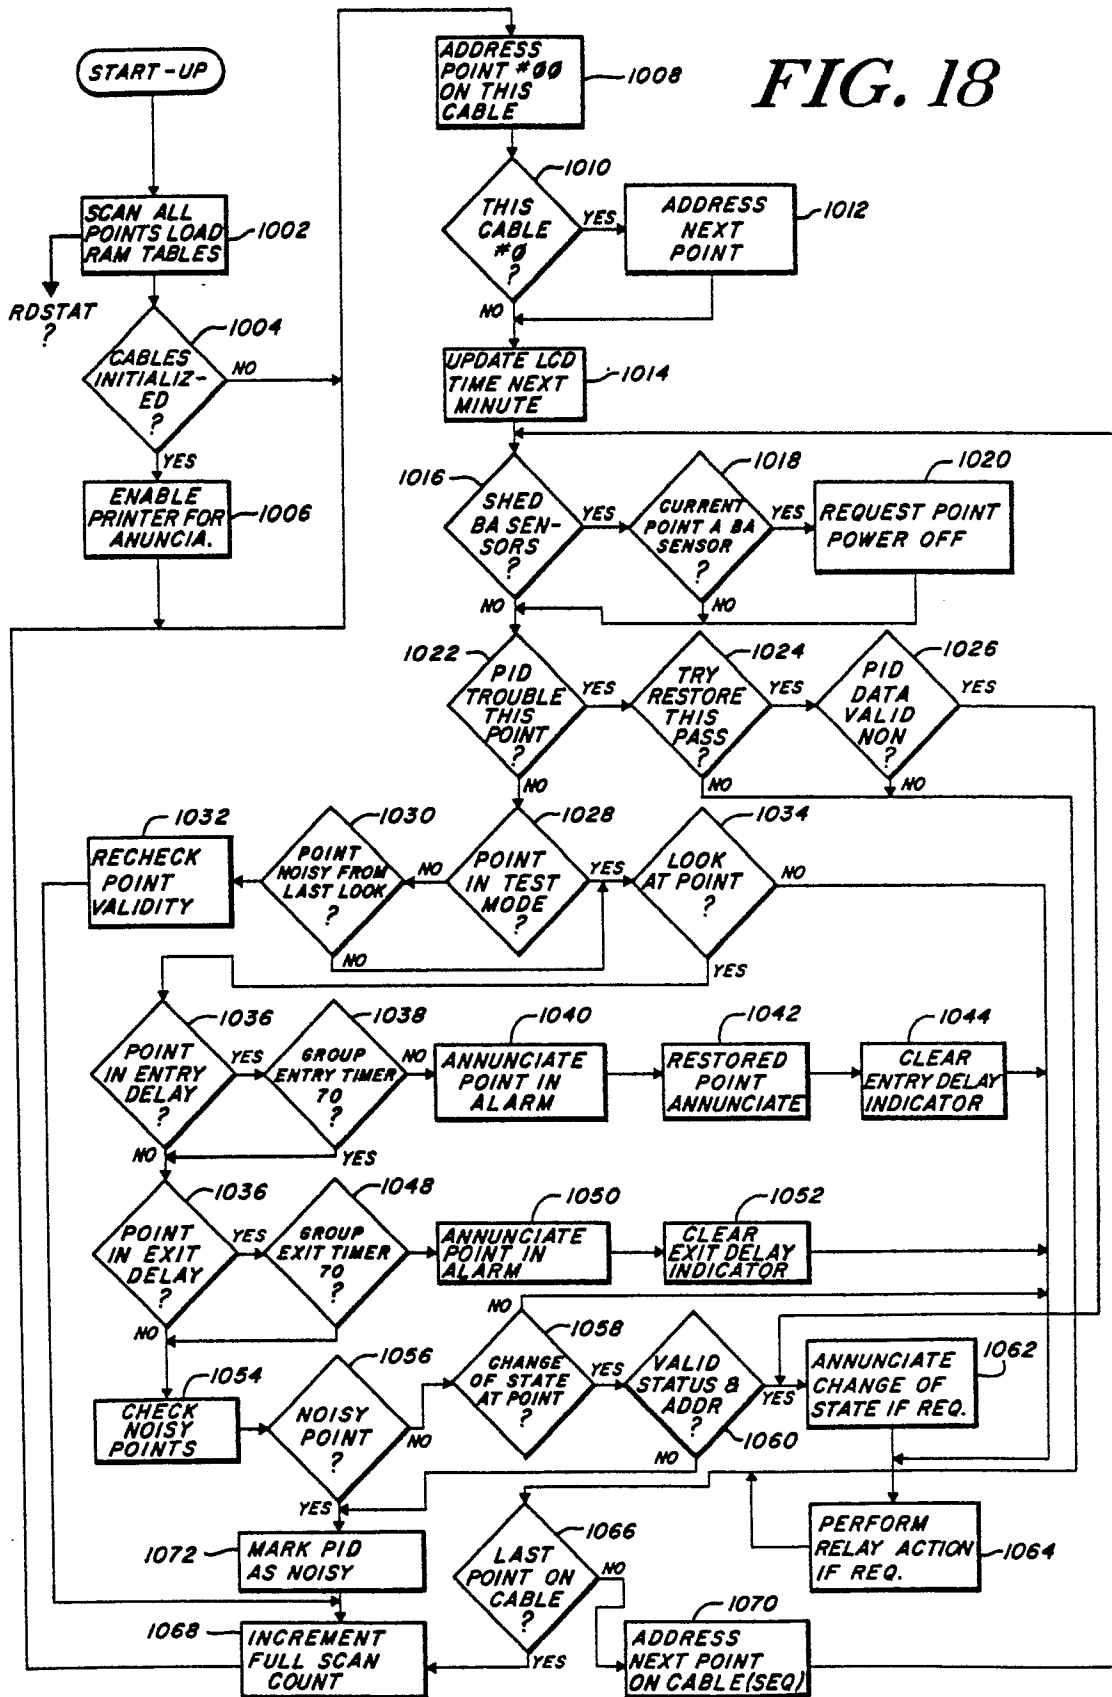 FIG. 18
START-UP
SCAN ALL
POINTS LOAD
RAM TABLES
1002
RDSTAT
?
1004
CABLES
INITIALIZ-
ED
?
NO
YES
ENABLE
PRINTER FOR
ANUNCIA.
1006
ADDRESS
POINT #00
ON THIS
CABLE
1008
1010
THIS
CABLE
#0
?
YES
NO
ADDRESS
NEXT
POINT
1012
UPDATE LCD
TIME NEXT
MINUTE
1014
1016
SHED
BA SEN-
SORS
?
YES
NO
1018
CURRENT
POINT A BA
SENSOR
?
YES
NO
1020
REQUEST POINT
POWER OFF
1022
PID
TROUBLE
THIS
POINT
?
YES
NO
1024
TRY
RESTORE
THIS
PASS
?
YES
NO
1026
PID
DATA
VALID
NON
?
YES
NO
1032
RECHECK
POINT
VALIDITY
1030
POINT
NOISY FROM
LAST LOOK
?
NO
NO
1028
POINT
IN TEST
MODE
?
YES
1034
LOOK
AT POINT
?
NO
YES
1036
POINT
IN ENTRY
DELAY
?
YES
NO
1038
GROUP
ENTRY TIMER
70
?
NO
YES
1040
ANNUNCIATE
POINT IN
ALARM
1042
RESTORED
POINT
ANNUNCIATE
1044
CLEAR
ENTRY DELAY
INDICATOR
1036
POINT
IN EXIT
DELAY
?
YES
NO
1048
GROUP
EXIT TIMER
70
?
1050
ANNUNCIATE
POINT IN
ALARM
1052
CLEAR
EXIT DELAY
INDICATOR
1054
CHECK
NOISY
POINTS
1056
NOISY
POINT
?
NO
YES
1058
CHANGE
OF STATE
AT POINT
?
NO
YES
VALID
STATUS &
ADDR
?
1060
YES
NO
ANNUNCIATE
CHANGE OF
STATE IF REQ.
1062
PERFORM
RELAY ACTION
IF REQ.
1064
1072
MARK PID
AS NOISY
1066
LAST
POINT ON
CABLE
?
NO
YES
1068
INCREMENT
FULL SCAN
COUNT
1070
ADDRESS
NEXT POINT
ON CABLE(SEQ)